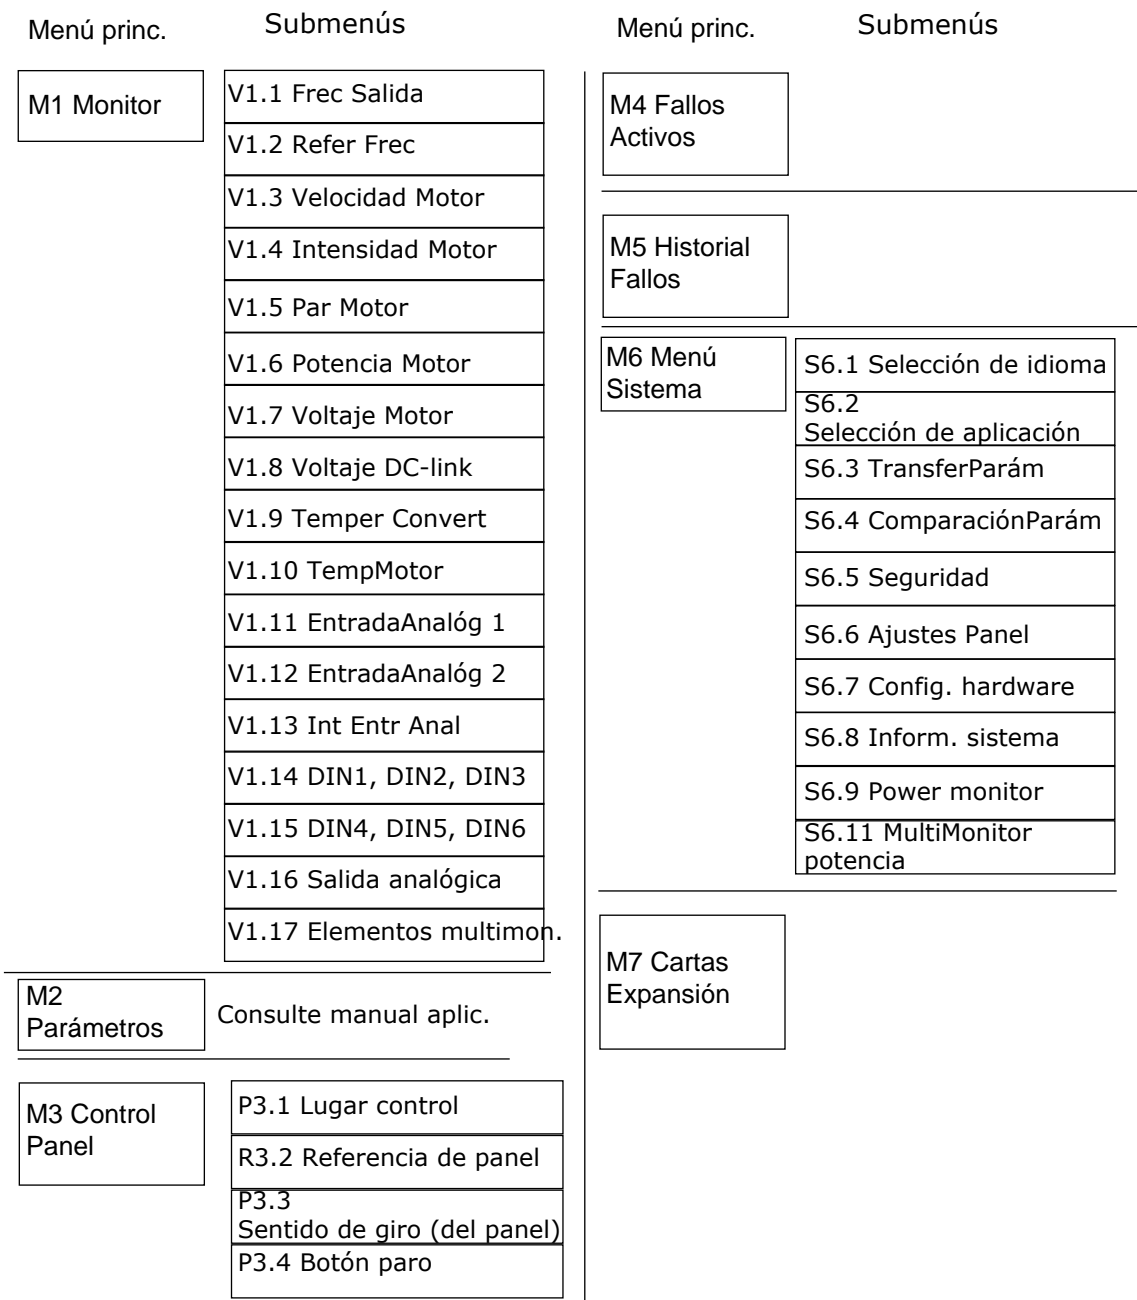 Menú princ.
Submenús
M1 Monitor
V1.1 Frec Salida
V1.2 Refer Frec
V1.3 Velocidad Motor
V1.4 Intensidad Motor
V1.5 Par Motor
V1.6 Potencia Motor
V1.7 Voltaje Motor
V1.8 Voltaje DC-link
V1.9 Temper Convert
V1.10 TempMotor
V1.11 EntradaAnalóg 1
V1.12 EntradaAnalóg 2
V1.13 Int Entr Anal
V1.14 DIN1, DIN2, DIN3
V1.15 DIN4, DIN5, DIN6
V1.16 Salida analógica
V1.17 Elementos multimon.
M2
Parámetros
Consulte manual aplic.
M3 Control
Panel
P3.1 Lugar control
R3.2 Referencia de panel
P3.3
Sentido de giro (del panel)
P3.4 Botón paro
Menú princ.
Submenús
M4 Fallos
Activos
M5 Historial
Fallos
M6 Menú
Sistema
S6.1 Selección de idioma
S6.2
Selección de aplicación
S6.3 TransferParám
S6.4 ComparaciónParám
S6.5 Seguridad
S6.6 Ajustes Panel
S6.7 Config. hardware
S6.8 Inform. sistema
S6.9 Power monitor
S6.11 MultiMonitor
potencia
M7 Cartas
Expansión